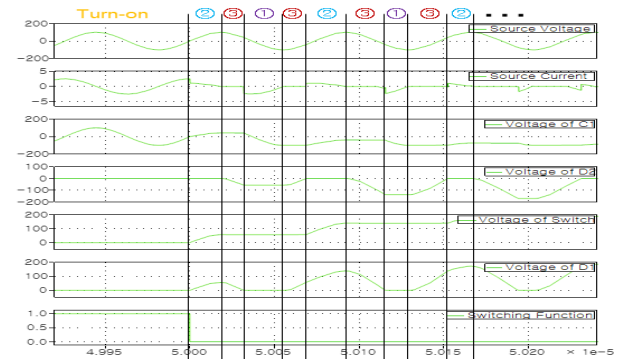 Turn-on
② ③ ① ③ ② ③ ① ③ ② ...
200
0
−200
Source Voltage
5
0
−5
Source Current
200
0
−200
Voltage of C1
100
0
−100
−200
Voltage of D2
200
100
0
Voltage of Switch
200
100
0
Voltage of D1
1.0
0.5
0.0
Switching Function
4.995 5.000 5.005 5.010 5.015 5.020 × 1e−5